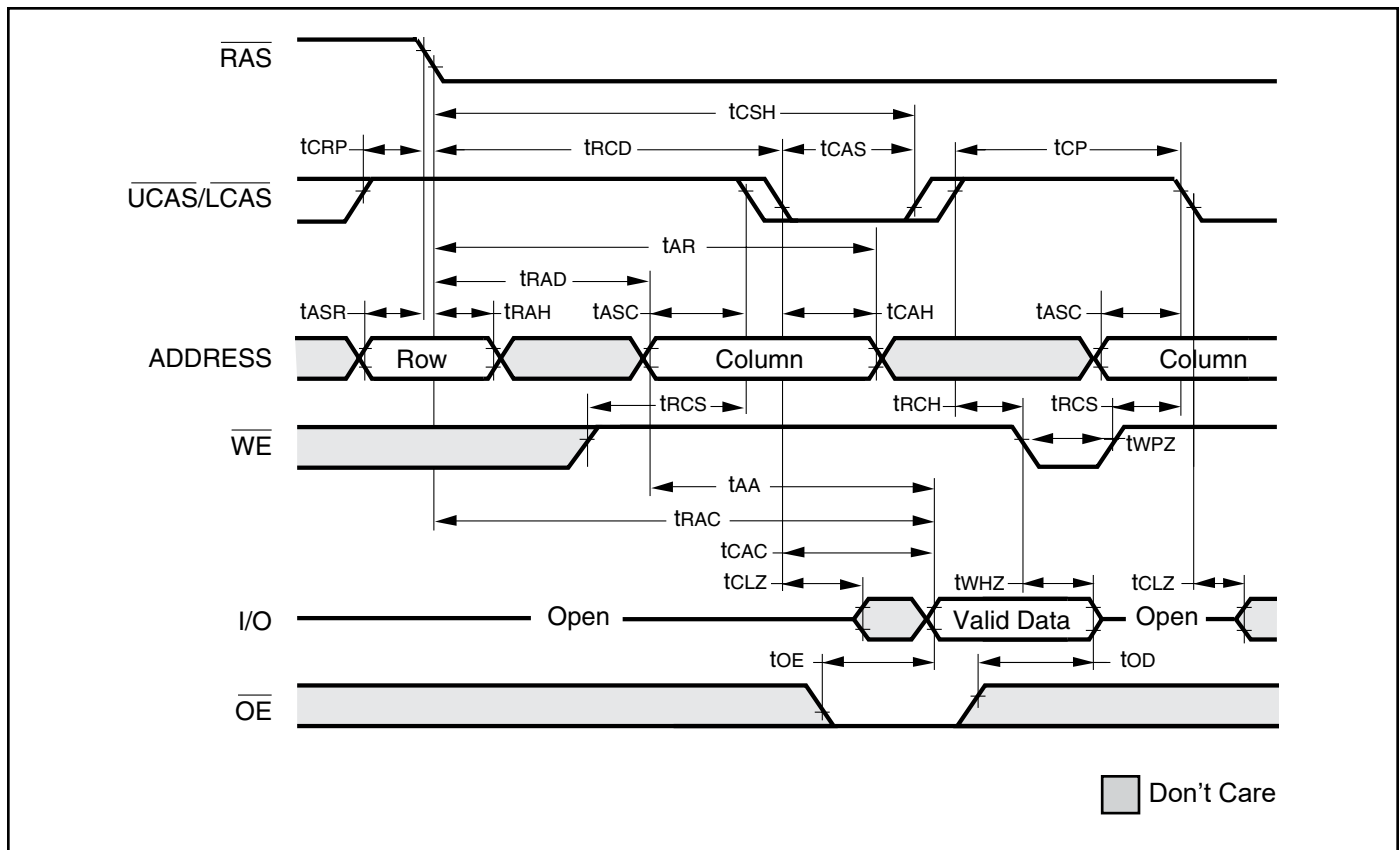 RAS
tCSH
tCRP tRCD tCAS tCP
UCAS/LCAS
tAR
tRAD
tASR tRAH tASC tCAH tASC
ADDRESS Row Column Column
tRCS tRCH tRCS
WE tWPZ
tAA
tRAC
tCAC
tCLZ tWHZ tCLZ
I/O Open Valid Data Open
tOE tOD
OE
Don't Care